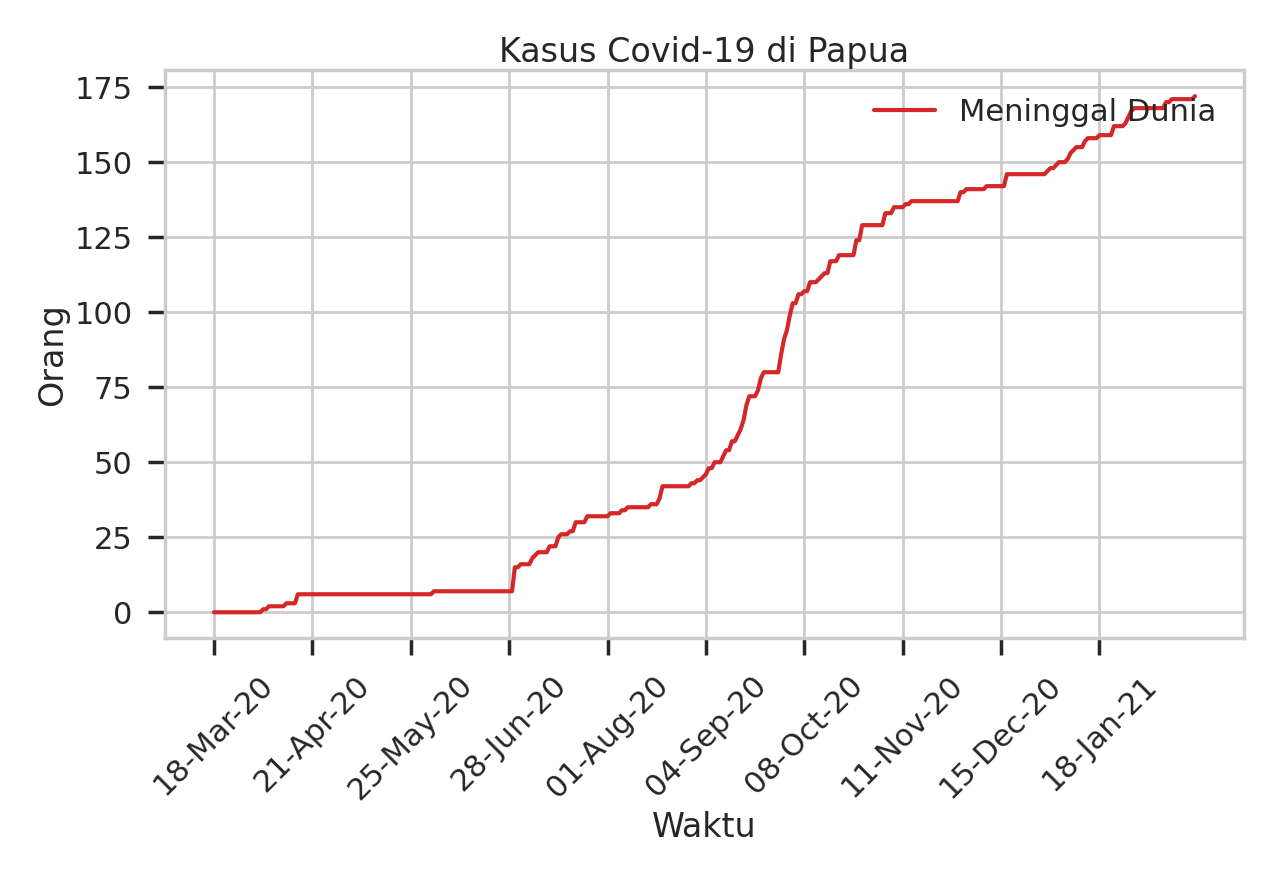 Kasus Covid-19 di Papua
Meninggal Dunia
Orang
175
150
125
100
75
50
25
0
18-Mar-20
21-Apr-20
25-May-20
28-Jun-20
01-Aug-20
04-Sep-20
08-Oct-20
11-Nov-20
15-Dec-20
18-Jan-21
Waktu